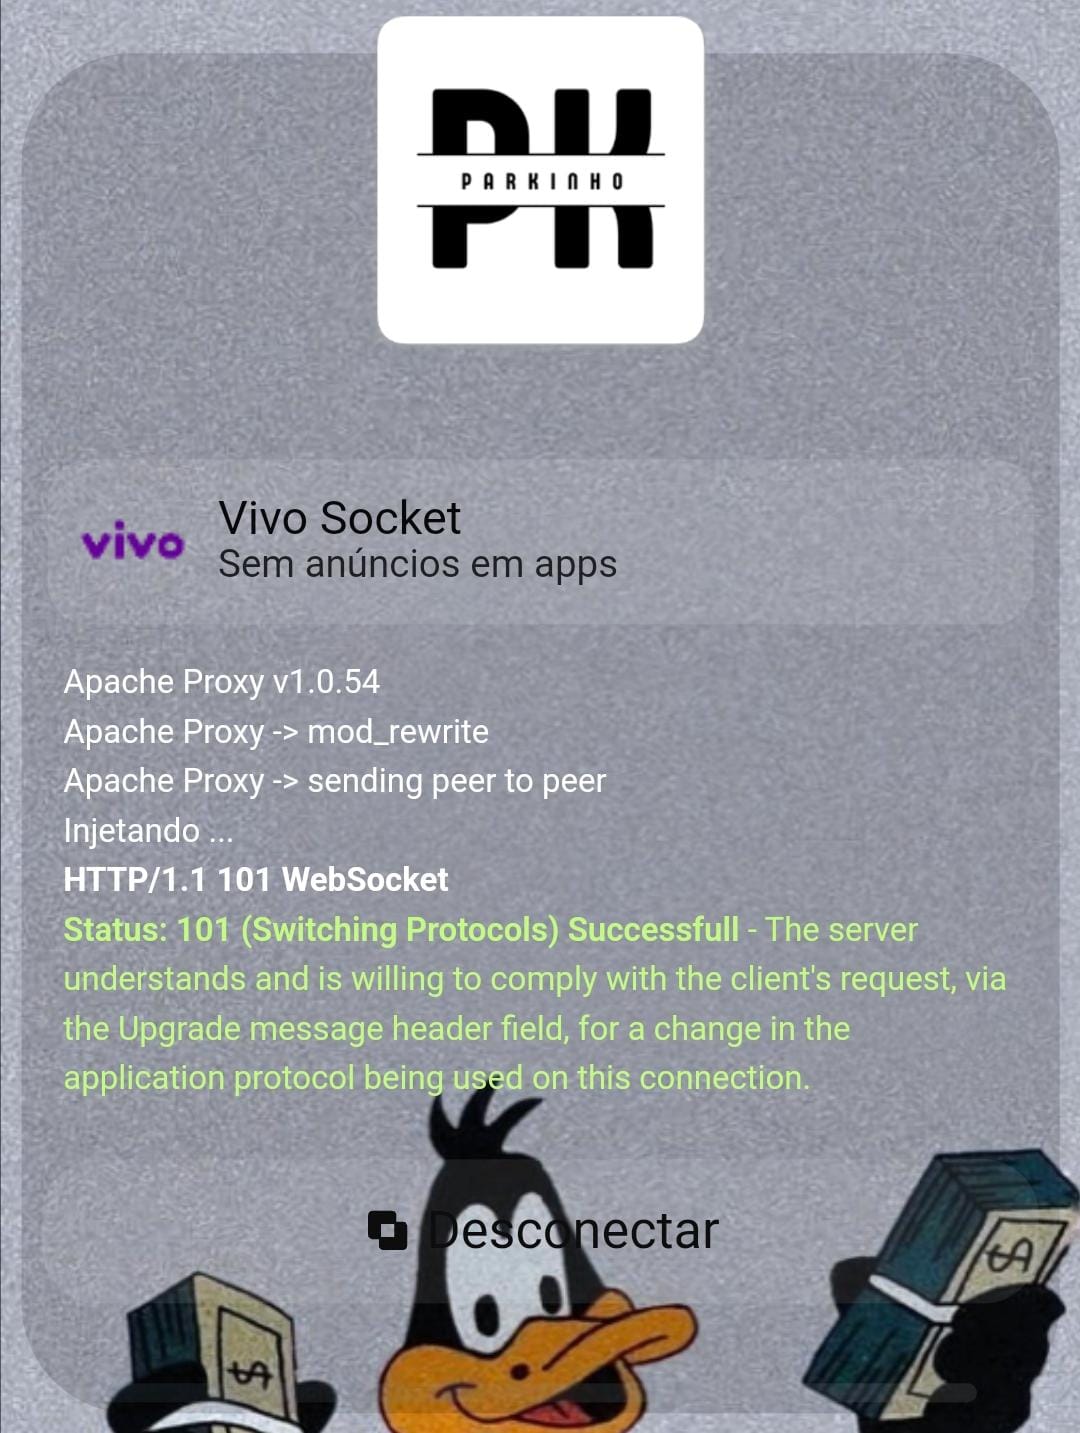 PK
PARKINHO
vivo
Vivo Socket
Sem anúncios em apps
Apache Proxy v1.0.54
Apache Proxy -> mod_rewrite
Apache Proxy -> sending peer to peer
Injetando ...
HTTP/1.1 101 WebSocket
Status: 101 (Switching Protocols) Successfull - The server
understands and is willing to comply with the client's request, via
the Upgrade message header field, for a change in the
application protocol being used on this connection.
Desconectar
$
$